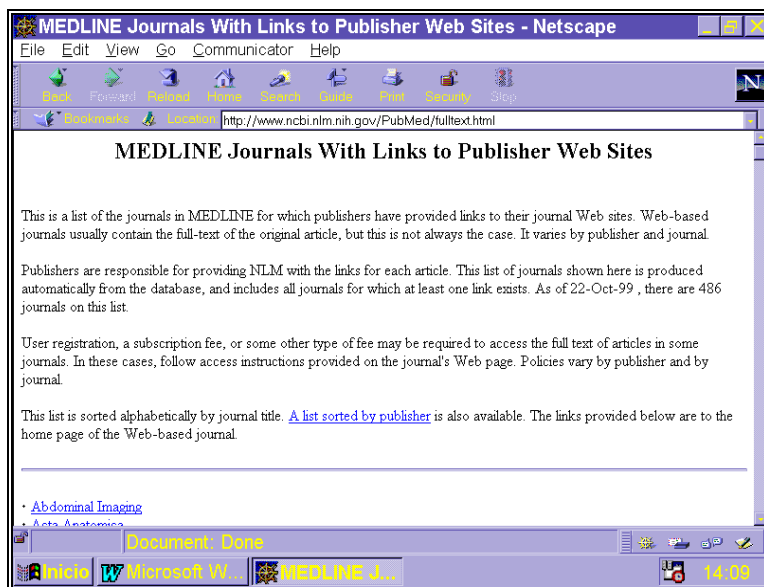 MEDLINE Journals With Links to Publisher Web Sites - Netscape
File Edit View Go Communicator Help
Back Forward Reload Home Search Guide Print Security Stop
N
Bookmarks Location http://www.ncbi.nlm.nih.gov/PubMed/fulltext.html
MEDLINE Journals With Links to Publisher Web Sites
This is a list of the journals in MEDLINE for which publishers have provided links to their journal Web sites. Web-based
journals usually contain the full-text of the original article, but this is not always the case. It varies by publisher and journal.
Publishers are responsible for providing NLM with the links for each article. This list of journals shown here is produced
automatically from the database, and includes all journals for which at least one link exists. As of 22-Oct-99 , there are 486
journals on this list.
User registration, a subscription fee, or some other type of fee may be required to access the full text of articles in some
journals. In these cases, follow access instructions provided on the journal's Web page. Policies vary by publisher and by
journal.
This list is sorted alphabetically by journal title. A list sorted by publisher is also available. The links provided below are to the
home page of the Web-based journal.
· Abdominal Imaging
· Acta Anatomica
Document: Done
Inicio Microsoft W... MEDLINE J... 14:09